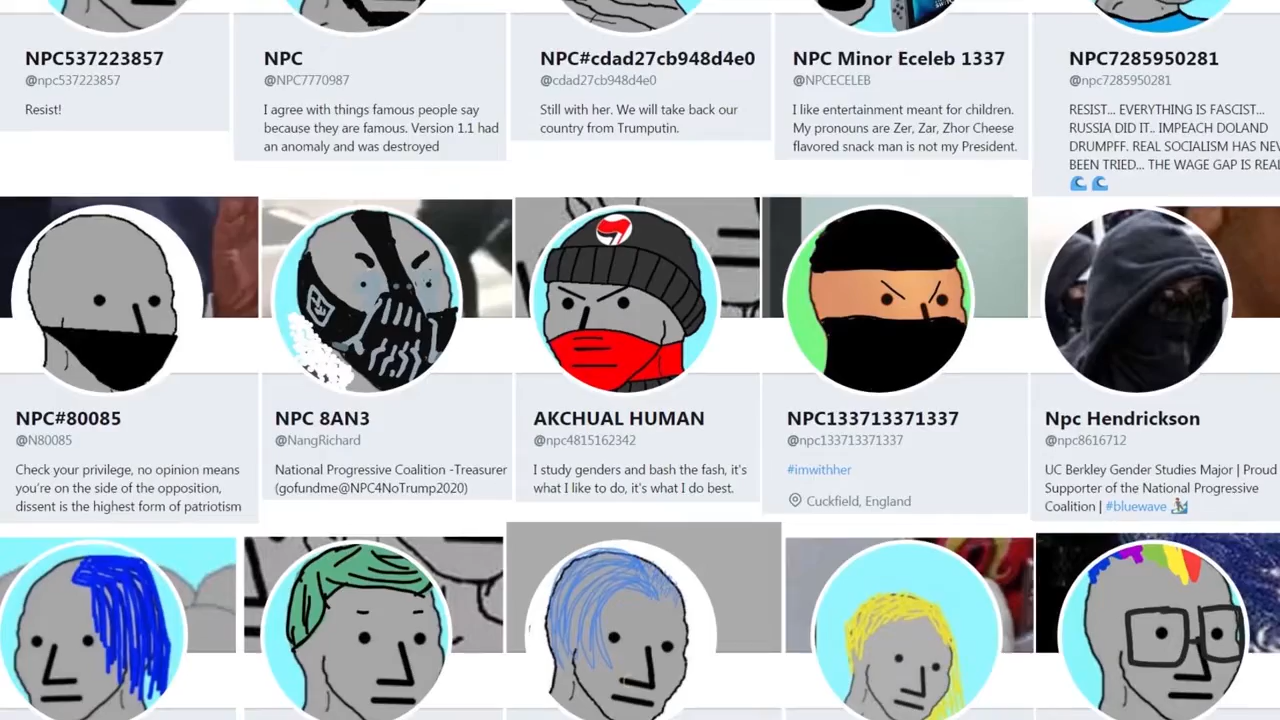 NPC537223857
@npc537223857
Resist!
NPC
@NPC7770987
I agree with things famous people say
because they are famous. Version 1.1 had
an anomaly and was destroyed
NPC#cdad27cb948d4e0
@cdad27cb948d4e0
Still with her. We will take back our
country from Trumputin.
NPC Minor Eceleb 1337
@NPCECELEB
I like entertainment meant for children.
My pronouns are Zer, Zar, Zhor Cheese
flavored snack man is not my President.
NPC7285950281
@npc7285950281
RESIST... EVERYTHING IS FASCIST...
RUSSIA DID IT.. IMPEACH DOLAND
DRUMPFF. REAL SOCIALISM HAS
BEEN TRIED... THE WAGE GAP IS
NPC#80085
@N80085
Check your privilege, no opinion means
you're on the side of the opposition,
dissent is the highest form of patriotism
NPC 8AN3
@NangRichard
National Progressive Coalition -Treasurer
(gofundme@NPC4NoTrump2020)
AKCHUAL HUMAN
@npc4815162342
I study genders and bash the fash, it's
what I like to do, it's what I do best.
NPC133713371337
@npc133713371337
#imwithher
Cuckfield, England
Npc Hendrickson
@npc8616712
UC Berkley Gender Studies Major | Proud
Supporter of the National Progressive
Coalition | #bluewave